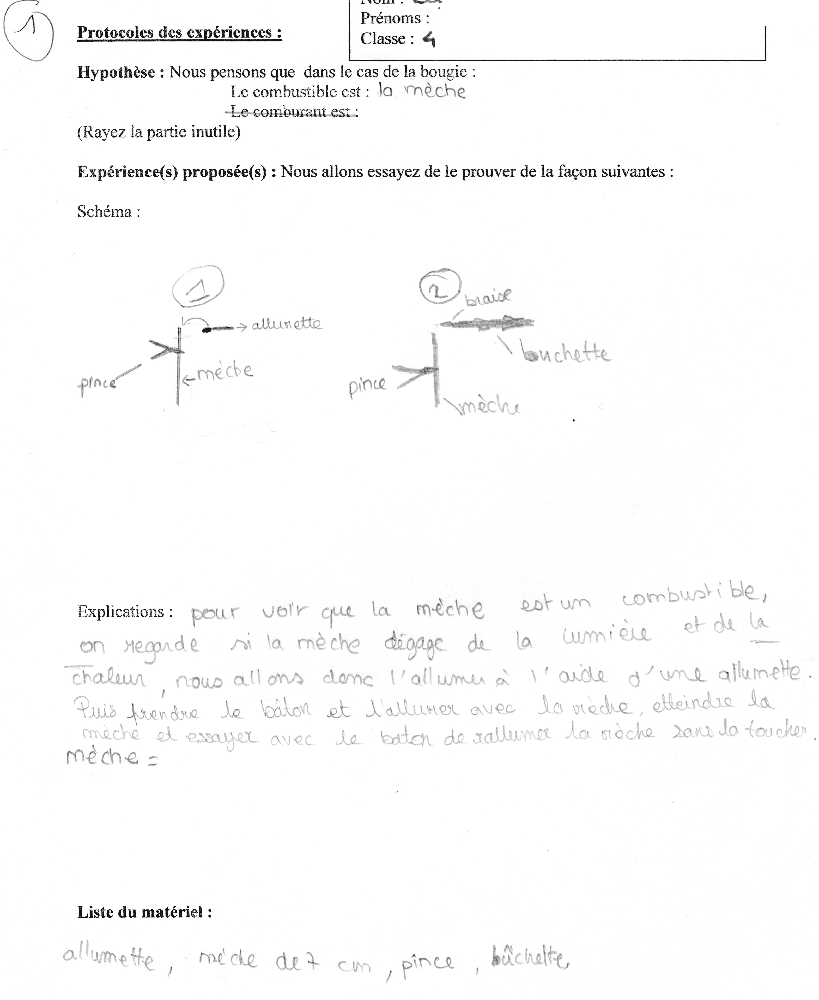 1
Prénoms :
Protocoles des expériences :
Classe : 4
Hypothèse : Nous pensons que dans le cas de la bougie :
Le combustible est : la mèche
Le comburant est :
(Rayez la partie inutile)
Expérience(s) proposée(s) : Nous allons essayez de le prouver de la façon suivantes :
Schéma :
1
2
braise
allumette
buchette
mèche
pince
pince
mèche
Explications : pour voir que la mèche est un combustible,
on regarde si la mèche dégage de la lumière et de la
chaleur, nous allons donc l'allumer à l'aide d'une allumette.
Puis prendre le bâton et l'allumer avec la mèche, etteindre la
mèche et essayer avec le baton de rallumer la mèche sans la toucher.
mèche =
Liste du matériel :
allumette, mèche de 7 cm, pince, bûchette,